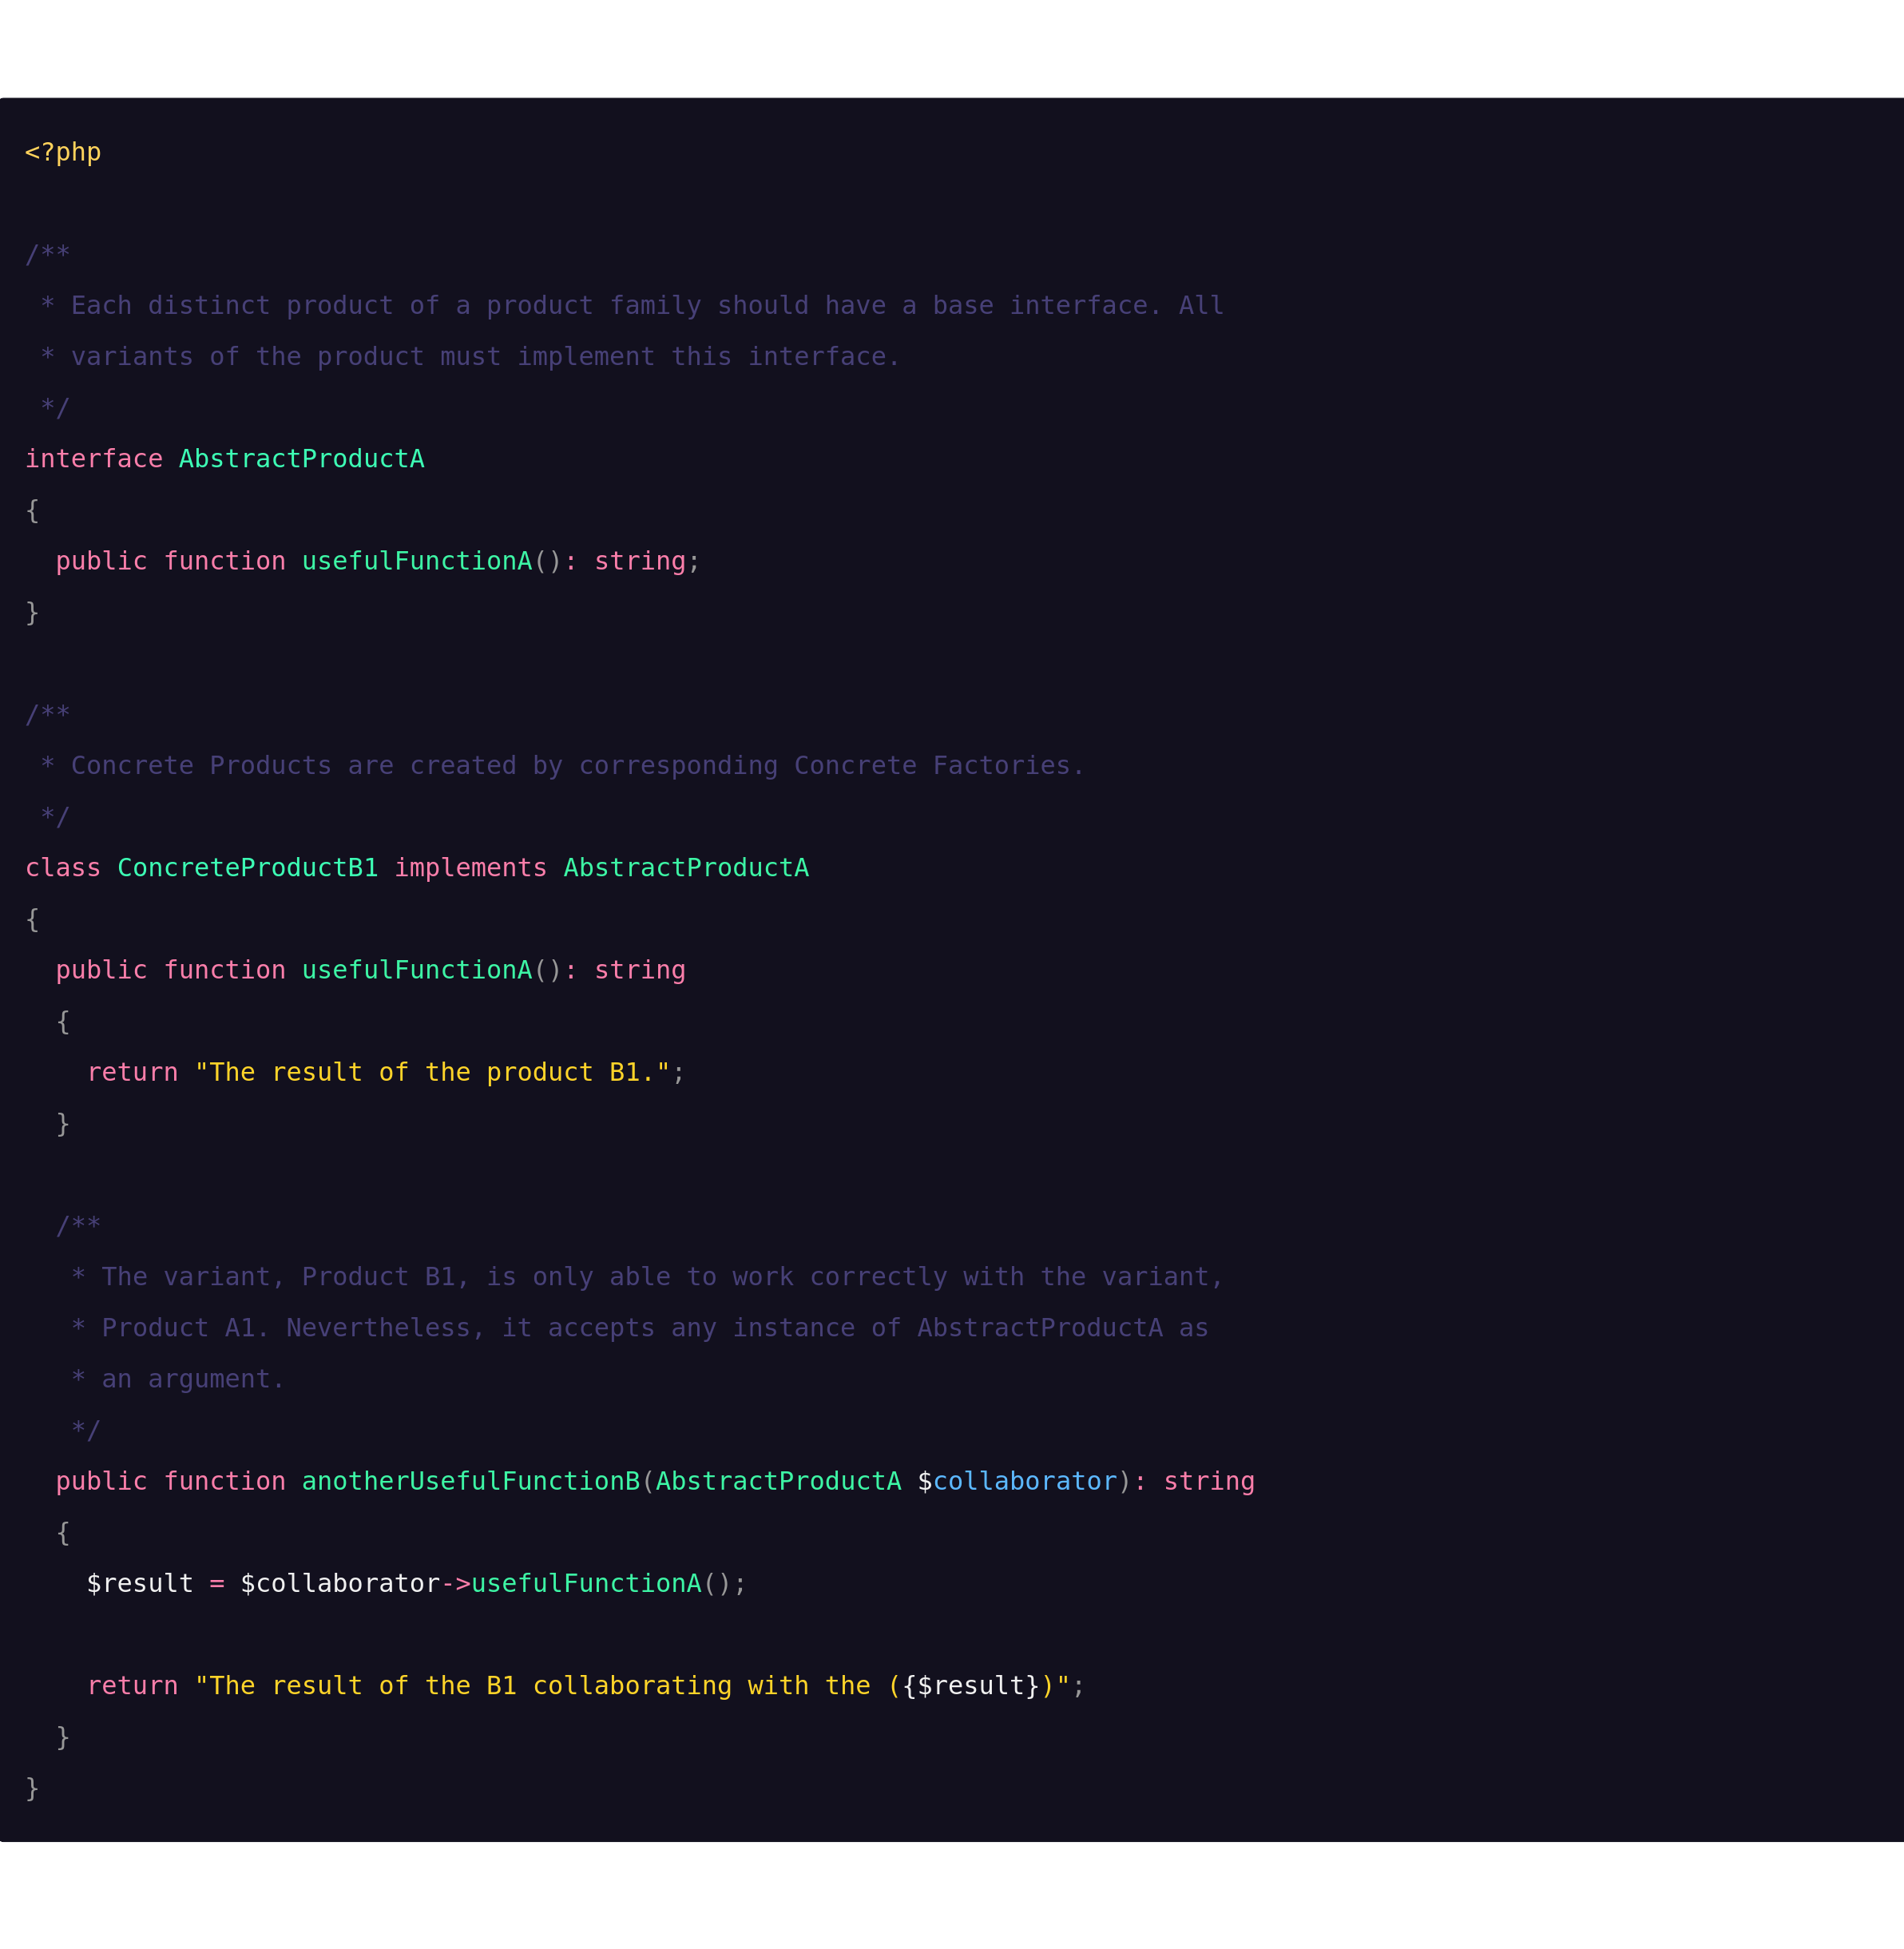 <?php

/**
 * Each distinct product of a product family should have a base interface. All
 * variants of the product must implement this interface.
 */
interface AbstractProductA
{
  public function usefulFunctionA(): string;
}

/**
 * Concrete Products are created by corresponding Concrete Factories.
 */
class ConcreteProductB1 implements AbstractProductA
{
  public function usefulFunctionA(): string
  {
    return "The result of the product B1.";
  }

  /**
   * The variant, Product B1, is only able to work correctly with the variant,
   * Product A1. Nevertheless, it accepts any instance of AbstractProductA as
   * an argument.
   */
  public function anotherUsefulFunctionB(AbstractProductA $collaborator): string
  {
    $result = $collaborator->usefulFunctionA();

    return "The result of the B1 collaborating with the ({$result})";
  }
}